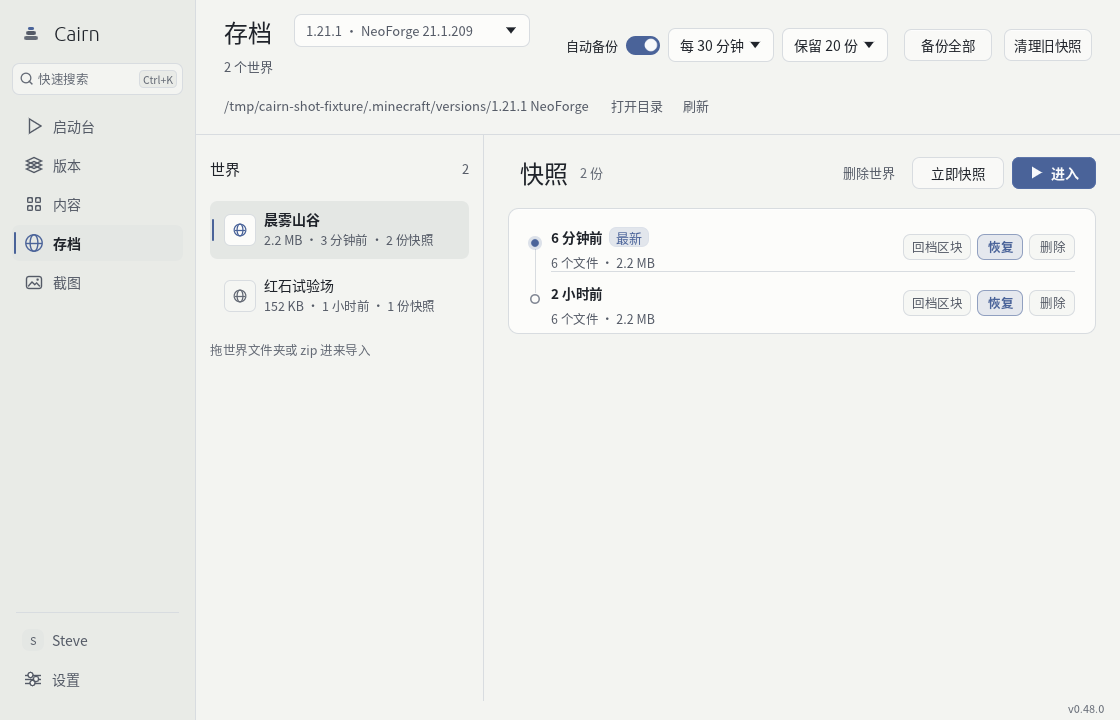 Cairn
快速搜索 Ctrl+K
启动台
版本
内容
存档
截图
S Steve
设置
存档 1.21.1 • NeoForge 21.1.209
2 个世界
自动备份 每 30 分钟 保留 20 份 备份全部 清理旧快照
/tmp/cairn-shot-fixture/.minecraft/versions/1.21.1 NeoForge 打开目录 刷新
世界 2
晨雾山谷
2.2 MB • 3 分钟前 • 2 份快照
红石试验场
152 KB • 1 小时前 • 1 份快照
拖世界文件夹或 zip 进来导入
快照 2 份 删除世界 立即快照 进入
6 分钟前 最新
6 个文件 • 2.2 MB
回档区块 恢复 删除
2 小时前
6 个文件 • 2.2 MB
回档区块 恢复 删除
v0.48.0